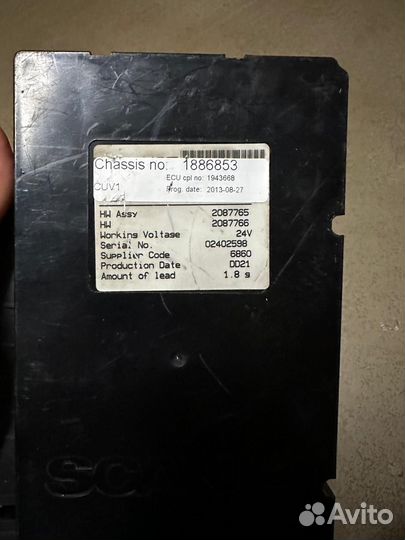 Chassis no: 1886853
ECU cpl no: 1943668
CUV1 Prog. date: 2013-08-27
HW Assy 2087765
HW 2087766
Working Voltage 24V
Serial No. 02402598
Supplier Code 6860
Production Date DD21
Amount of lead 1.8 g
Avito